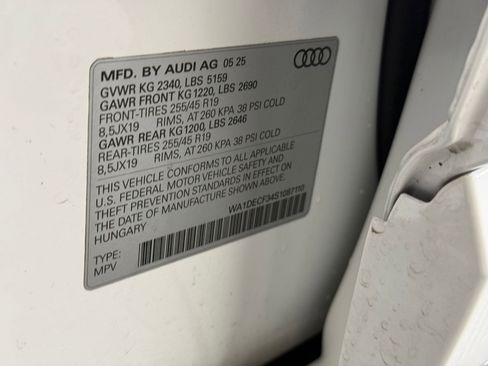 MFD. BY AUDI AG 05 25
GVWR KG 2340, LBS 5159
GAWR FRONT KG 1220, LBS 2690
FRONT-TIRES 255/45 R19
8,5JX19 RIMS, AT 260 KPA 38 PSI COLD
GAWR REAR KG1200, LBS 2646
REAR-TIRES 255/45 R19
8,5JX19 RIMS, AT 260 KPA 38 PSI COLD
THIS VEHICLE CONFORMS TO ALL APPLICABLE
U.S. FEDERAL MOTOR VEHICLE SAFETY AND
THEFT PREVENTION STANDARDS IN EFFECT ON
THE DATE OF MANUFACTURE SHOWN ABOVE.
HUNGARY
WA1DECF34S1087110
TYPE:
MPV